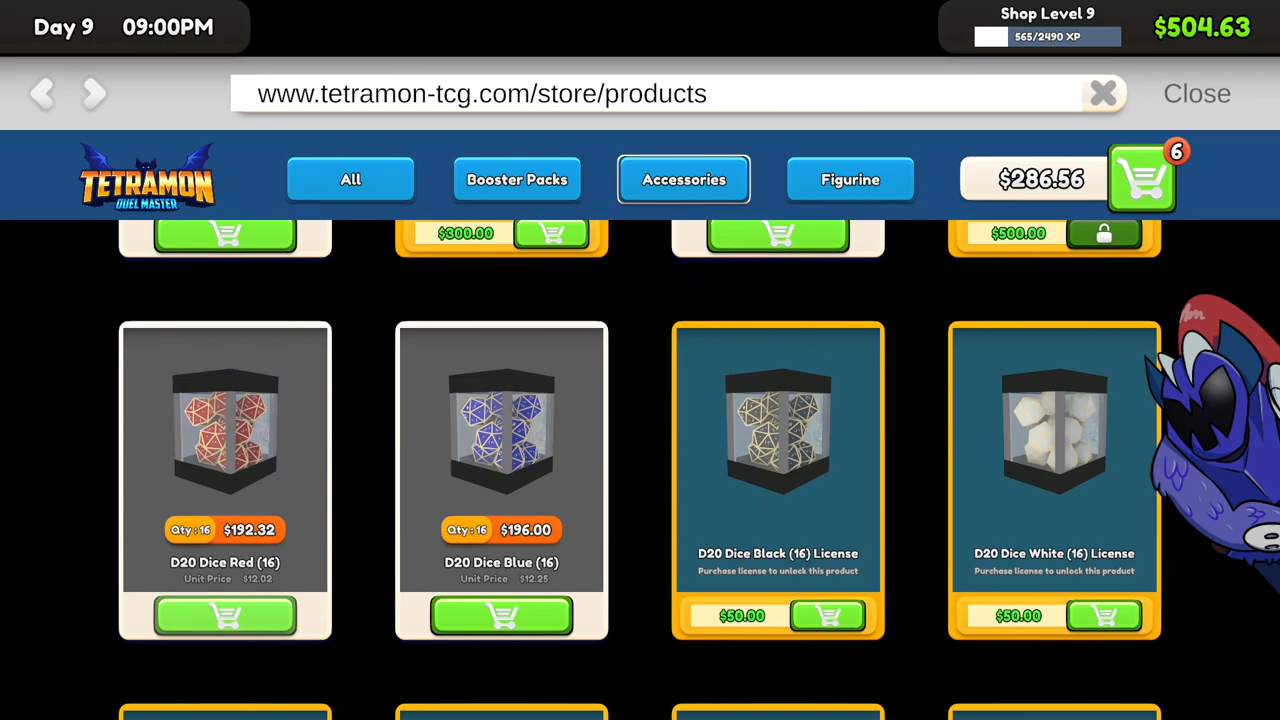 Day 9 09:00PM
Shop Level 9
565/2490 XP
$504.63
www.tetramon-tcg.com/store/products
Close
TETRAMON
DUEL MASTER
All
Booster Packs
Accessories
Figurine
$286.56
6
$300.00
$500.00
Qty : 16 $192.32
D20 Dice Red (16)
Unit Price $12.02
Qty : 16 $196.00
D20 Dice Blue (16)
Unit Price $12.25
D20 Dice Black (16) License
Purchase license to unlock this product
$50.00
D20 Dice White (16) License
Purchase license to unlock this product
$50.00